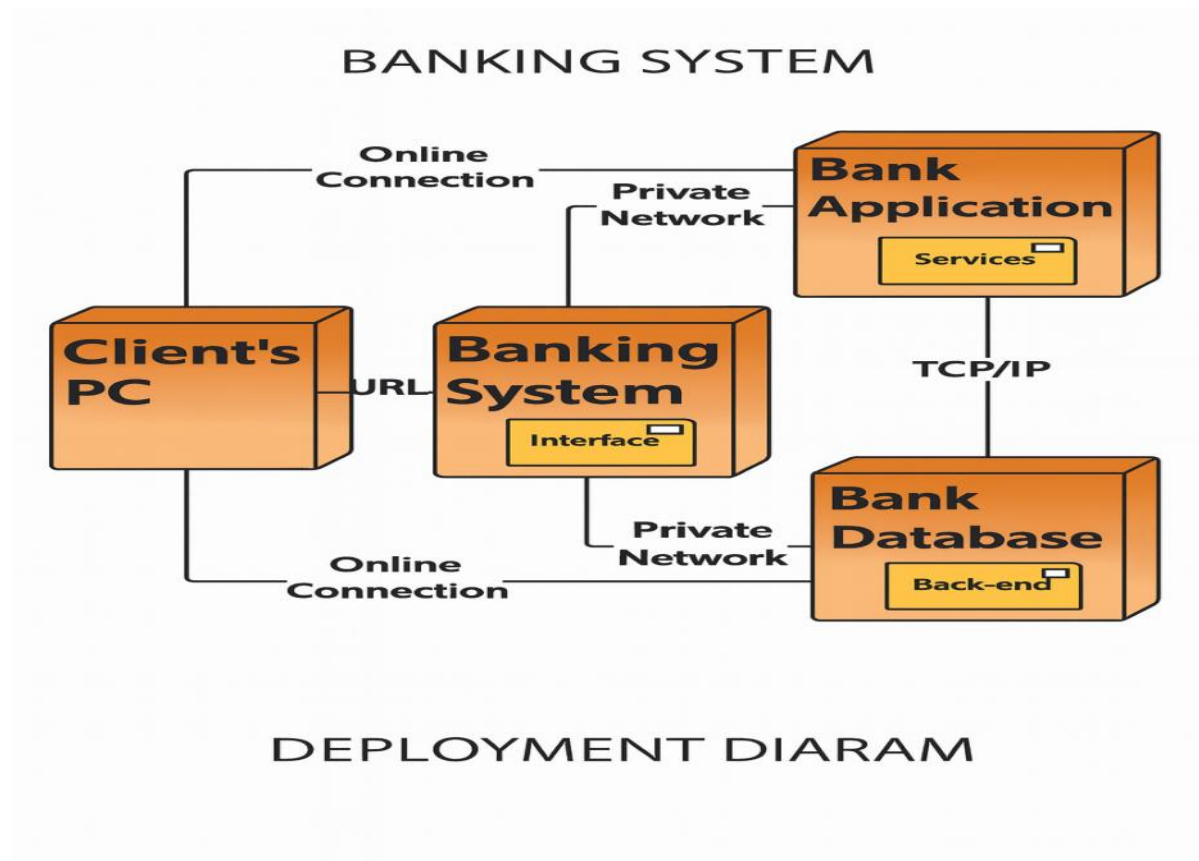 BANKING SYSTEM
Online
Connection
Private
Network
Bank
Application
Services
Client's
PC
URL
Banking
System
Interface
TCP/IP
Private
Network
Bank
Database
Back-end
Online
Connection
DEPLOYMENT DIARAM